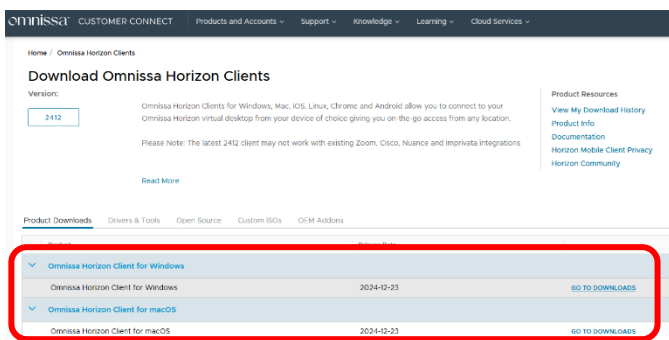 omnissa CUSTOMER CONNECT Products and Accounts Support Knowledge Learning Cloud Services
Home / Omnissa Horizon Clients
Download Omnissa Horizon Clients
Version:
2412
Omnissa Horizon Clients for Windows, Mac, iOS, Linux, Chrome and Android allow you to connect to your
Omnissa Horizon virtual desktop from your device of choice giving you on-the-go access from any location.
Please Note: The latest 2412 client may not work with existing Zoom, Cisco, Nuance and Imprivata integrations
Read More
Product Resources
View My Download History
Product Info
Documentation
Horizon Mobile Client Privacy
Horizon Community
Product Downloads Drivers & Tools Open Source Custom ISOs OEM Addons
Omnissa Horizon Client for Windows
Omnissa Horizon Client for Windows 2024-12-23 GO TO DOWNLOADS
Omnissa Horizon Client for macOS
Omnissa Horizon Client for macOS 2024-12-23 GO TO DOWNLOADS